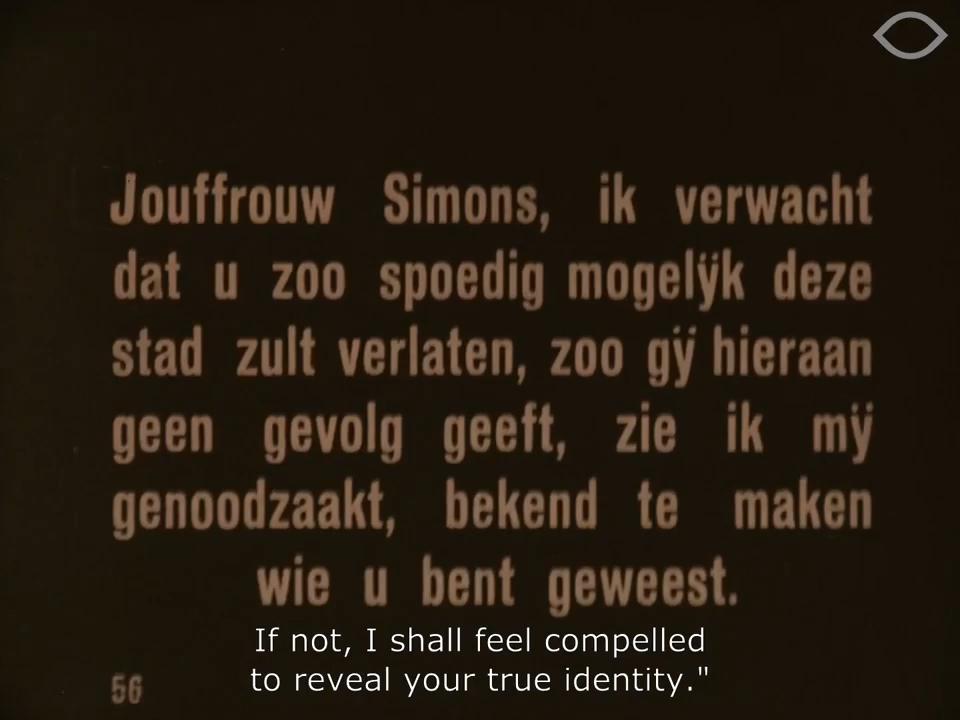 Jouffrouw Simons, ik verwacht
dat u zoo spoedig mogelÿk deze
stad zult verlaten, zoo gÿ hieraan
geen gevolg geeft, zie ik mÿ
genoodzaakt, bekend te maken
wie u bent geweest.
If not, I shall feel compelled
to reveal your true identity."
56